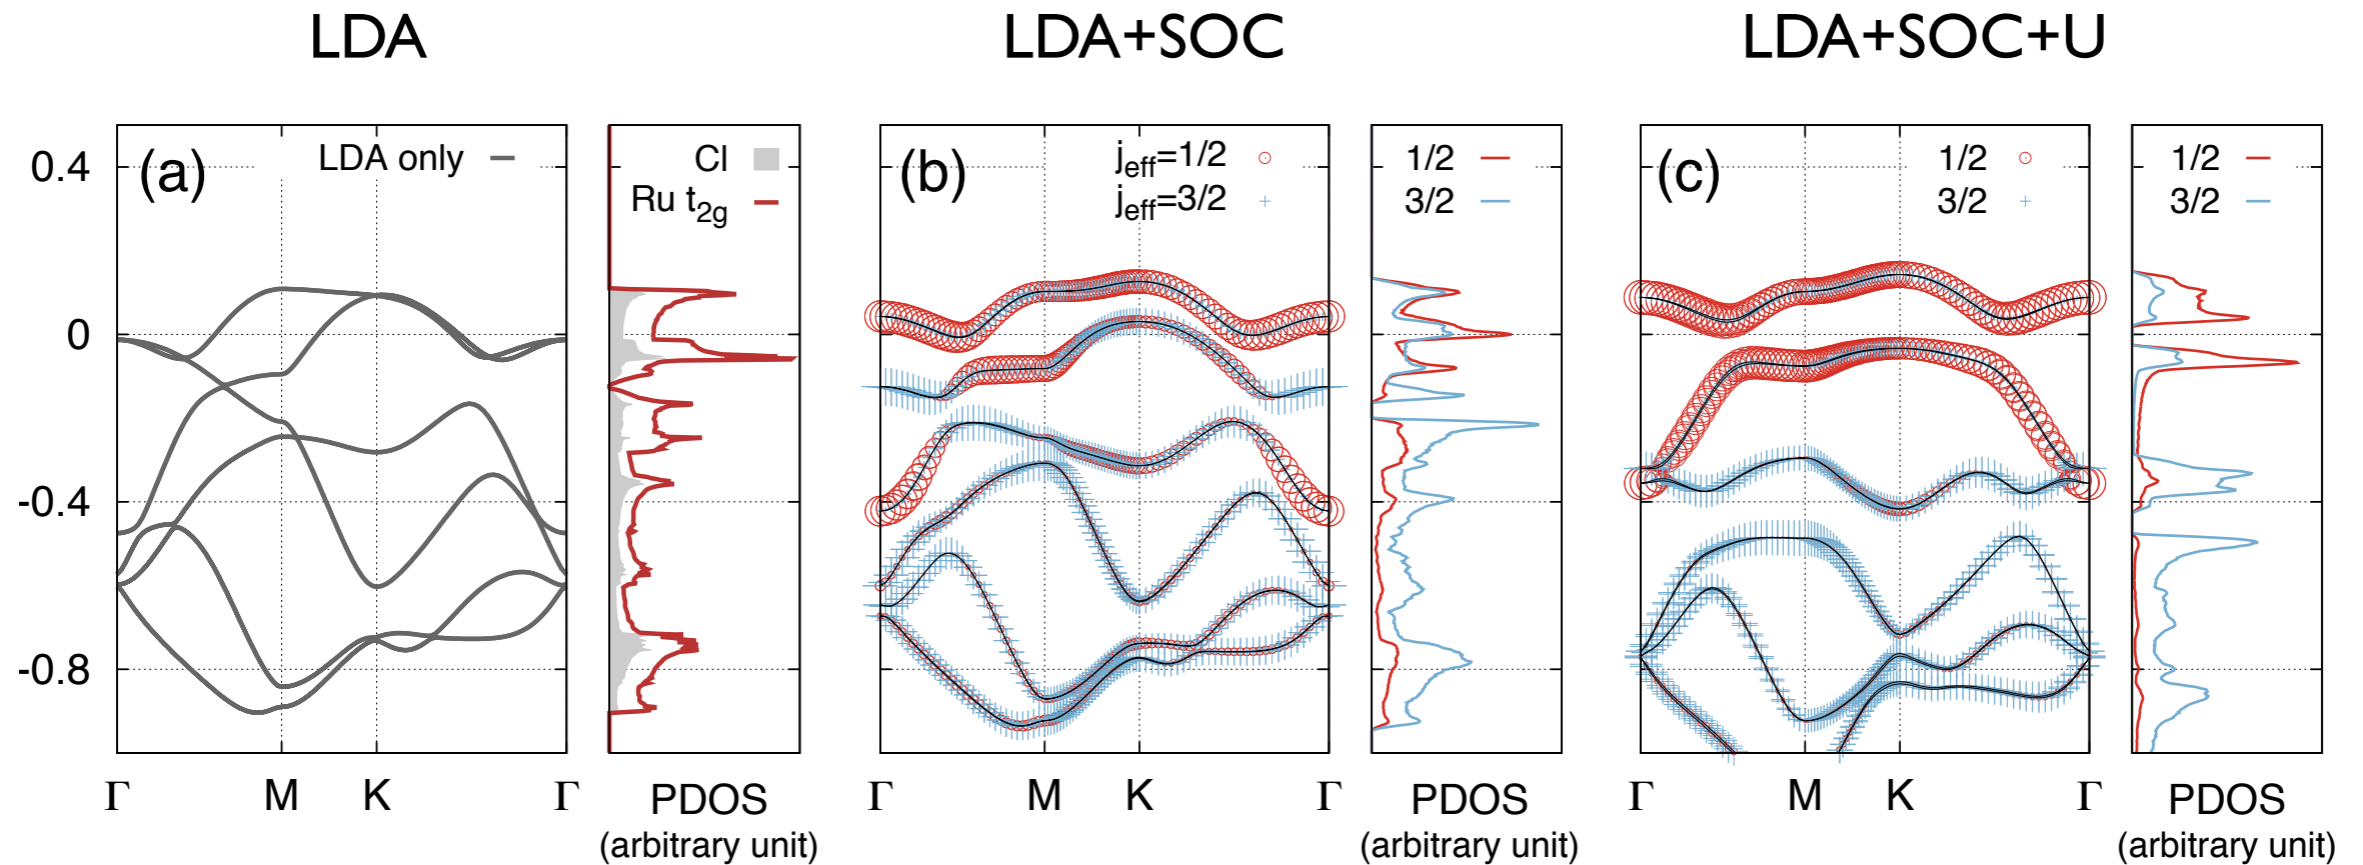 LDA
LDA+SOC
LDA+SOC+U
(a)
LDA only
Cl
Ru t2g
(b)
jeff=1/2
jeff=3/2
1/2
3/2
(c)
1/2
3/2
1/2
3/2
0.4
0
-0.4
-0.8
Γ M K Γ
PDOS
(arbitrary unit)
Γ M K Γ
PDOS
(arbitrary unit)
Γ M K Γ
PDOS
(arbitrary unit)